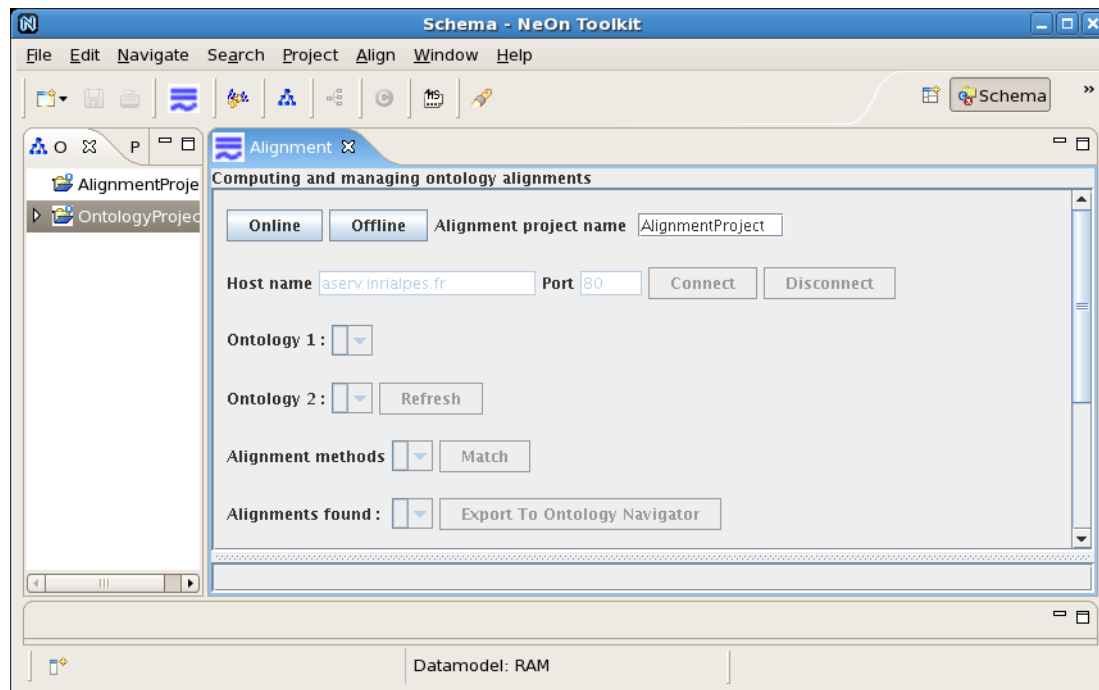 Schema - NeOn Toolkit
File Edit Navigate Search Project Align Window Help
Schema »
O P Alignment
AlignmentProje
OntologyProjec
Computing and managing ontology alignments
Online Offline Alignment project name AlignmentProject
Host name aserv.inrialpes.fr Port 80 Connect Disconnect
Ontology 1 :
Ontology 2 : Refresh
Alignment methods Match
Alignments found : Export To Ontology Navigator
Datamodel: RAM